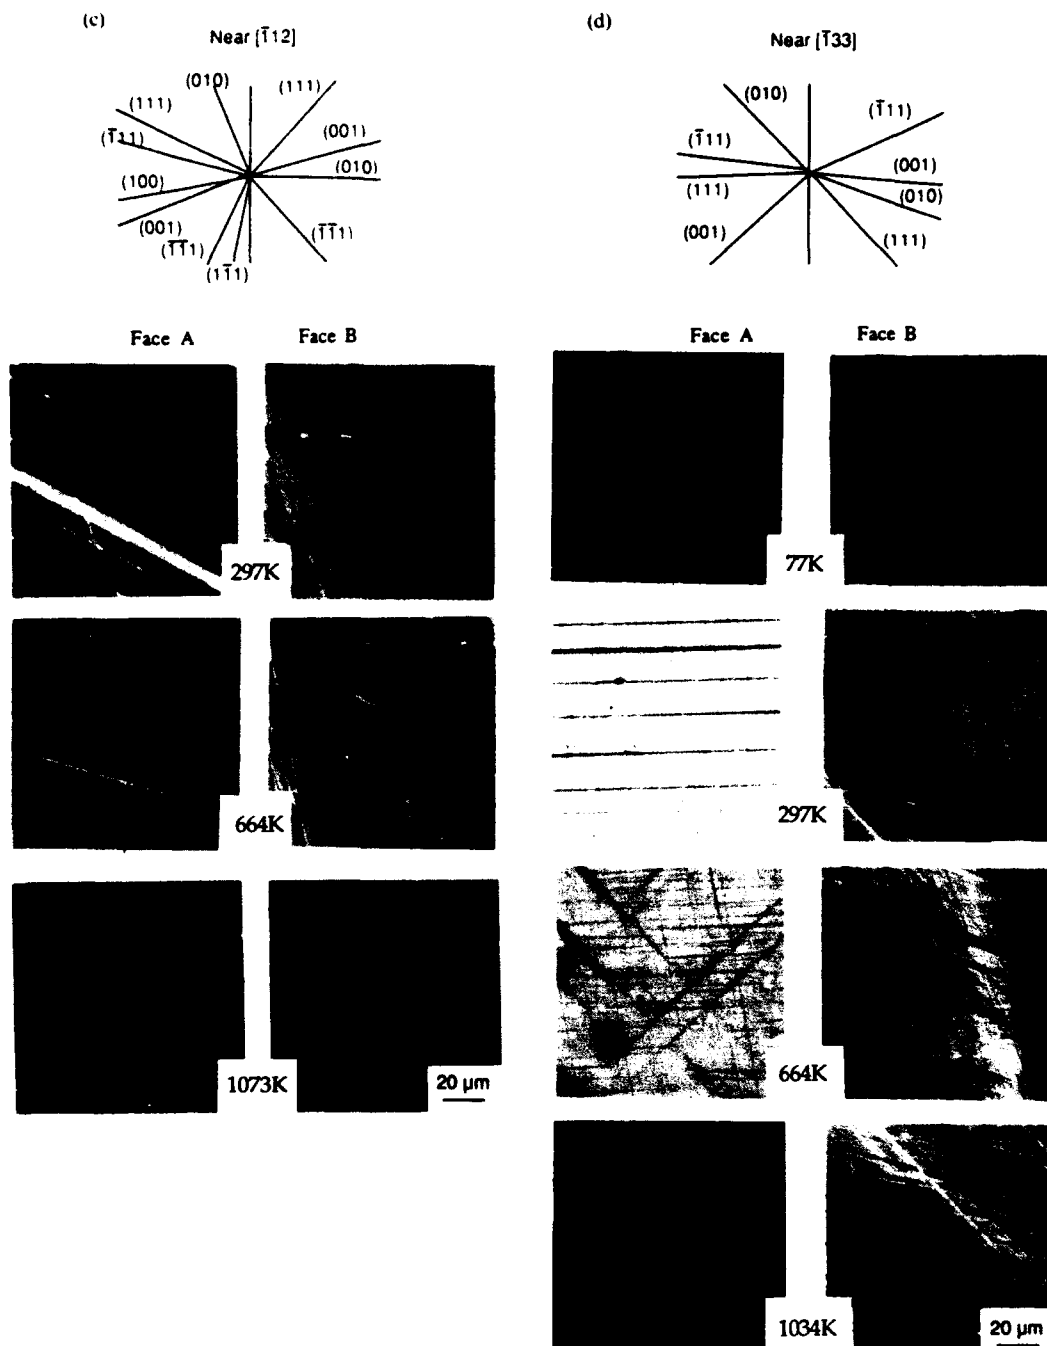 (c)
Near [1̄12]
(010)
(111)
(111)
(1̄11)
(001)
(010)
(100)
(001)
(1̄1̄1)
(11̄1)
(1̄1̄1)
Face A
Face B
297K
664K
1073K
20 µm
(d)
Near [1̄33]
(010)
(1̄11)
(1̄11)
(001)
(111)
(010)
(001)
(111)
Face A
Face B
77K
297K
664K
1034K
20 µm